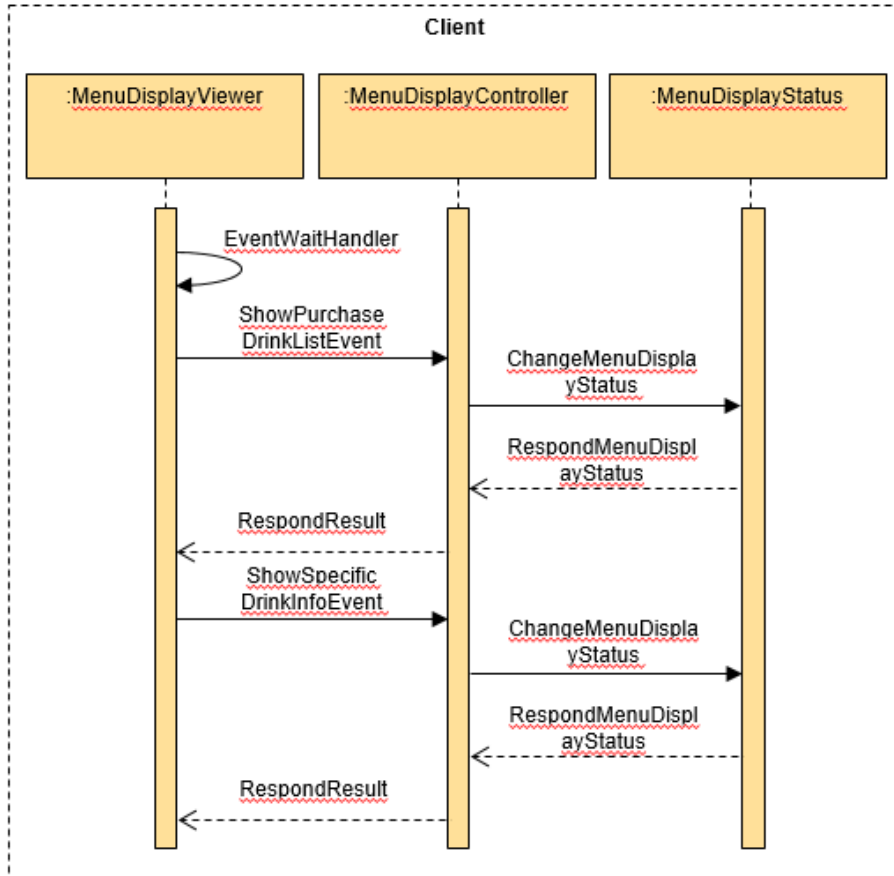 Client
:MenuDisplayViewer
:MenuDisplayController
:MenuDisplayStatus
EventWaitHandler
ShowPurchase
DrinkListEvent
ChangeMenuDispla
yStatus
RespondMenuDispl
ayStatus
RespondResult
ShowSpecific
DrinkInfoEvent
ChangeMenuDispla
yStatus
RespondMenuDispl
ayStatus
RespondResult